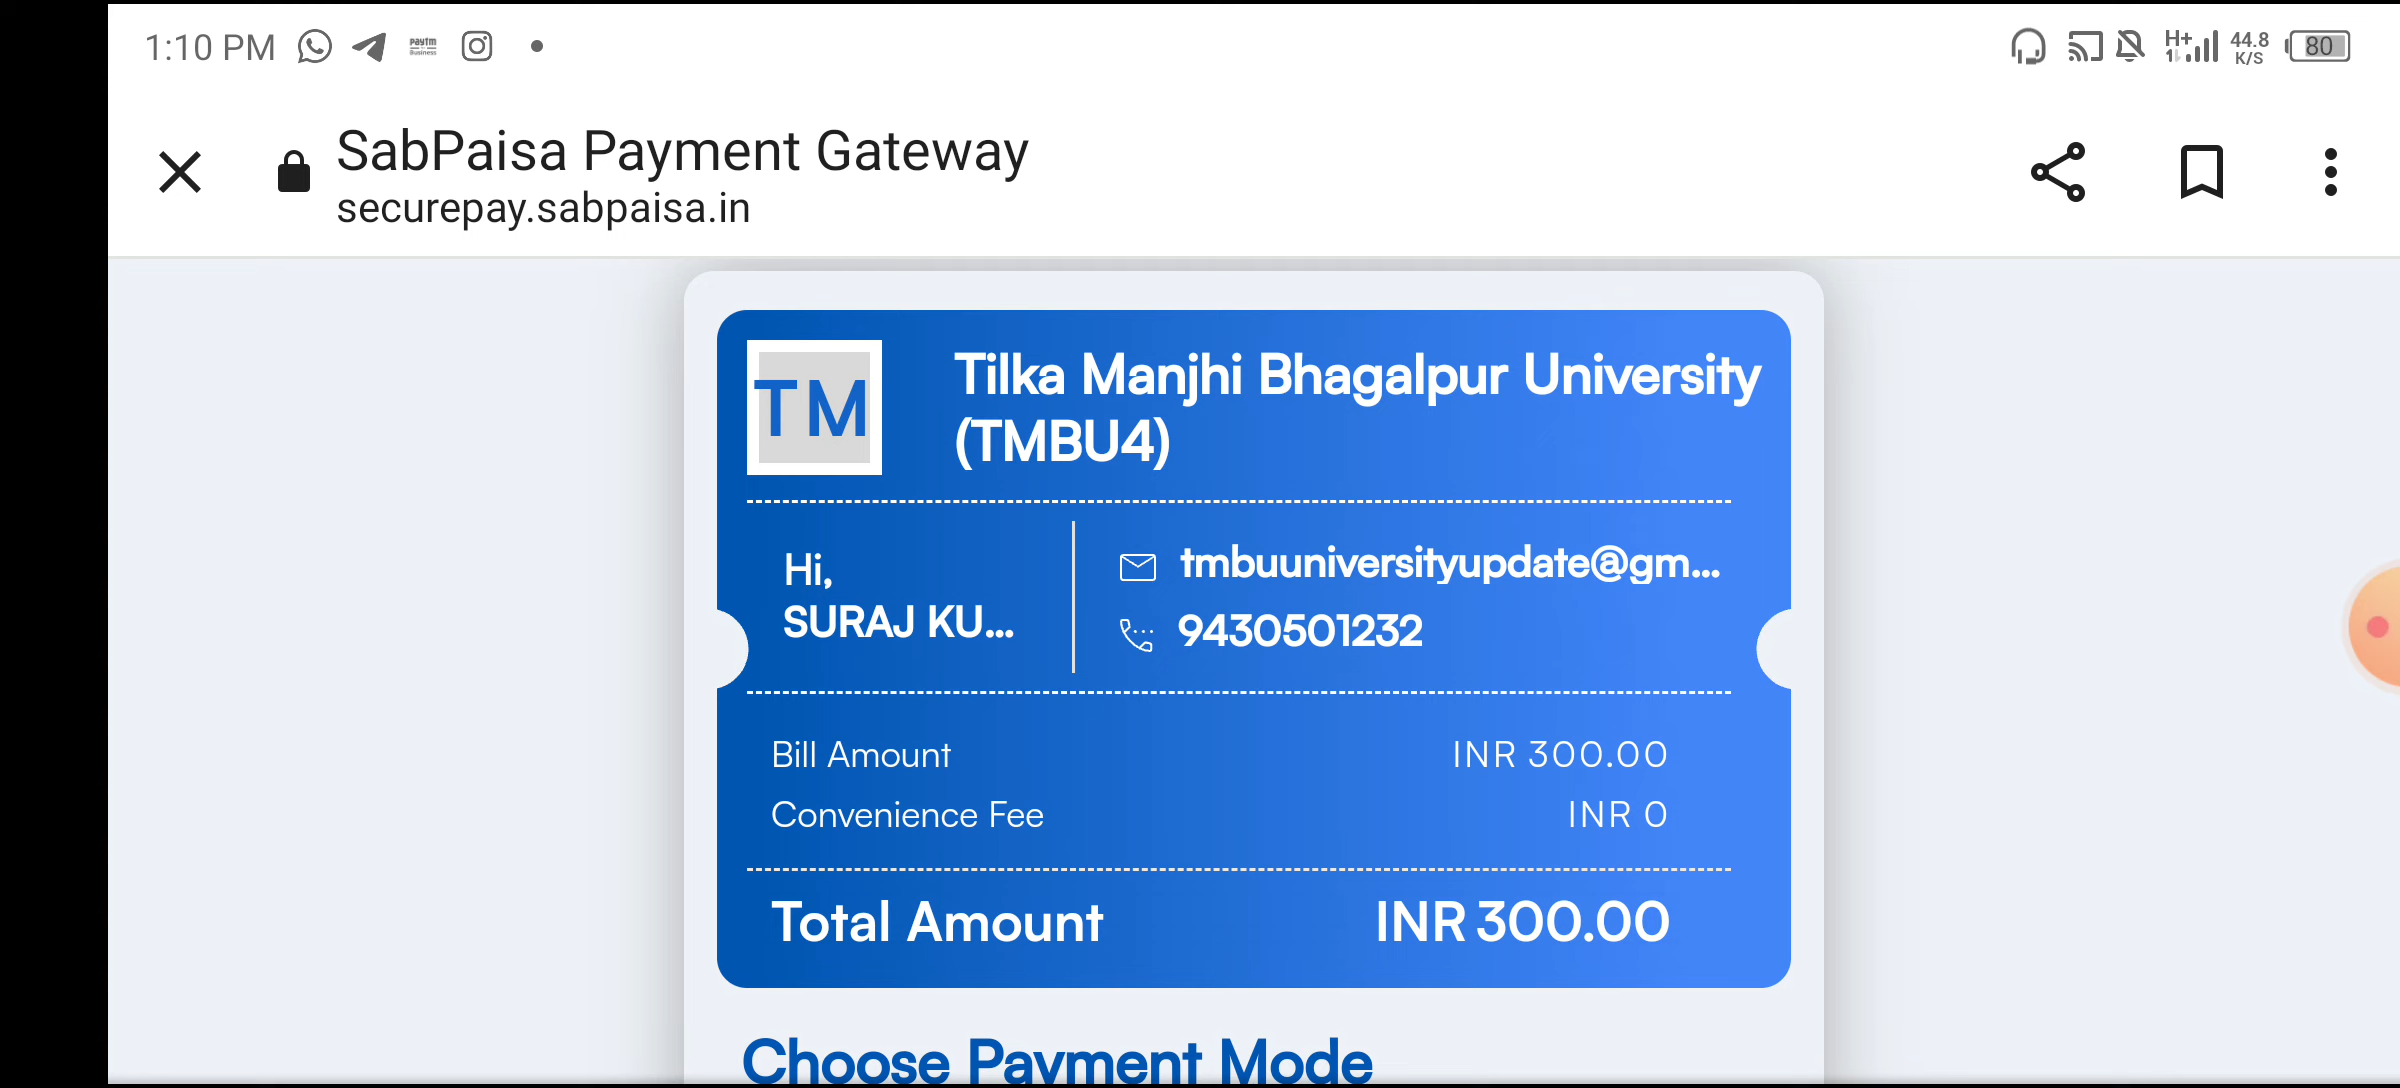 1:10 PM
paytm
Business
H+
44.8
K/S
80
SabPaisa Payment Gateway
securepay.sabpaisa.in
TM
Tilka Manjhi Bhagalpur University
(TMBU4)
Hi,
SURAJ KU...
tmbuuniversityupdate@gm...
9430501232
Bill Amount INR 300.00
Convenience Fee INR 0
Total Amount INR 300.00
Choose Payment Mode